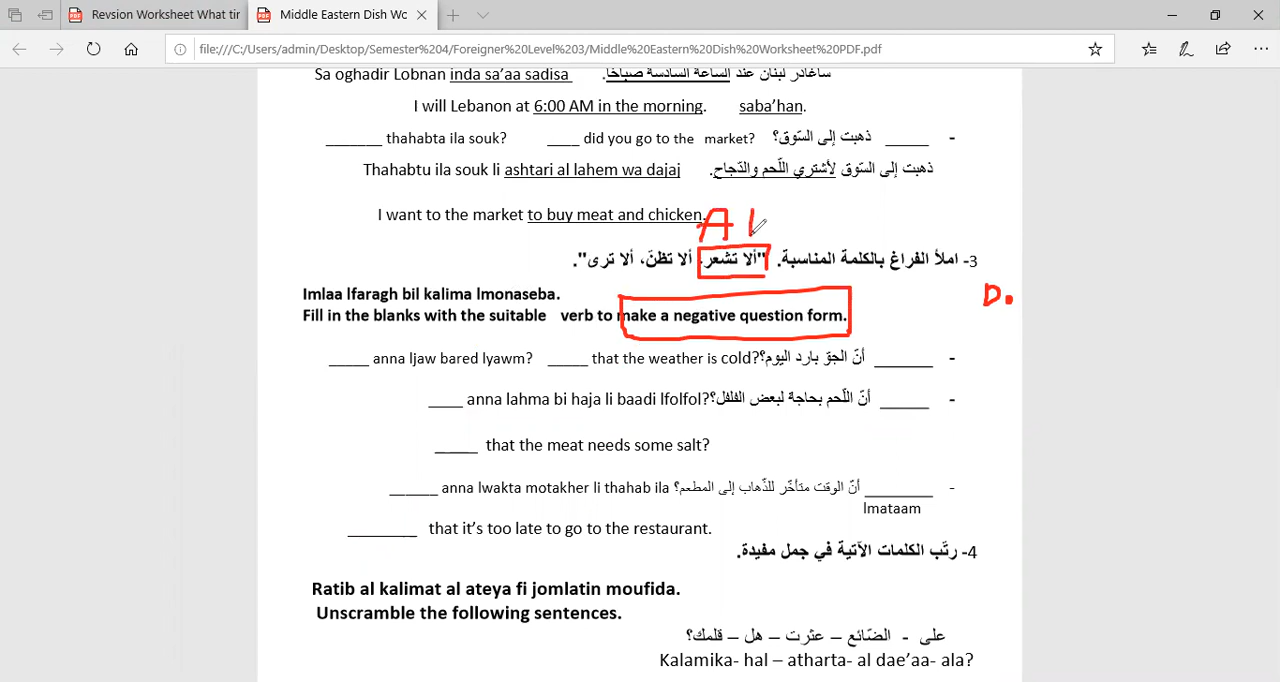 Revsion Worksheet What tir
Middle Eastern Dish Wo
file:///C:/Users/admin/Desktop/Semester%204/Foreigner%20Level%203/Middle%20Eastern%20Dish%20Worksheet%20PDF.pdf
Sa oghadir Lobnan inda sa'aa sadisa سأغادر لبنان عند الساعة السادسة صباحًا.
I will Lebanon at 6:00 AM in the morning. saba'han.
_______ thahabta ila souk? ____ did you go to the market? ذهبت إلى السّوق؟ _____ -
Thahabtu ila souk li ashtari al lahem wa dajaj ذهبت إلى السّوق لأشتري اللّحم والدّجاج.
I want to the market to buy meat and chicken.
A
3- املأ الفراغ بالكلمة المناسبة. "ألا تشعر، ألا تظنّ، ألا ترى".
D.
Imlaa lfaragh bil kalima lmonaseba.
Fill in the blanks with the suitable verb to make a negative question form.
_____ anna ljaw bared lyawm? _____ that the weather is cold? أنّ الجوّ بارد اليوم؟ _______ -
____ anna lahma bi haja li baadi lfolfol? أنّ اللّحم بحاجة لبعض الفلفل؟ ______ -
_____ that the meat needs some salt?
______ anna lwakta motakher li thahab ila أنّ الوقت متأخّر للذّهاب إلى المطعم؟ ________ -
lmataam
________ that it's too late to go to the restaurant.
4- رتّب الكلمات الآتية في جمل مفيدة.
Ratib al kalimat al ateya fi jomlatin moufida.
Unscramble the following sentences.
على - الضّائع – عثرت – هل – قلمك؟
Kalamika- hal – atharta- al dae'aa- ala?